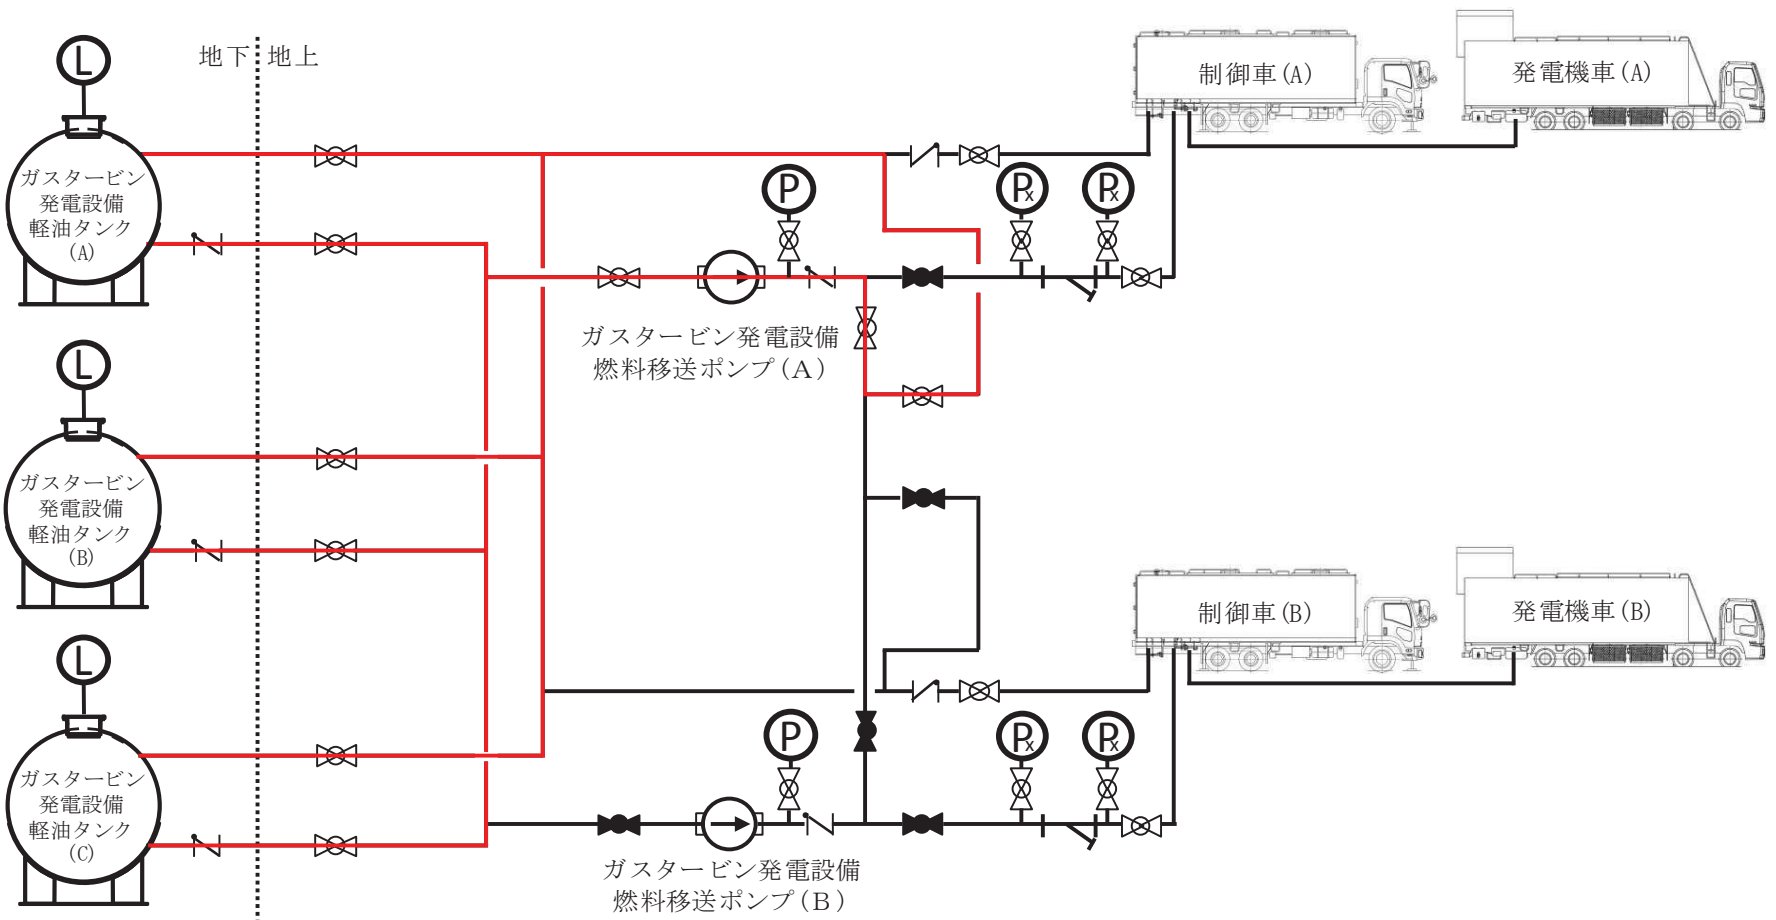 L
地下 地上
制御車(A)
発電機車(A)
ガスタービン
発電設備
軽油タンク
(A)
P
Px
Px
ガスタービン発電設備
燃料移送ポンプ(A)
L
ガスタービン
発電設備
軽油タンク
(B)
制御車(B)
発電機車(B)
L
ガスタービン
発電設備
軽油タンク
(C)
P
Px
Px
ガスタービン発電設備
燃料移送ポンプ(B)